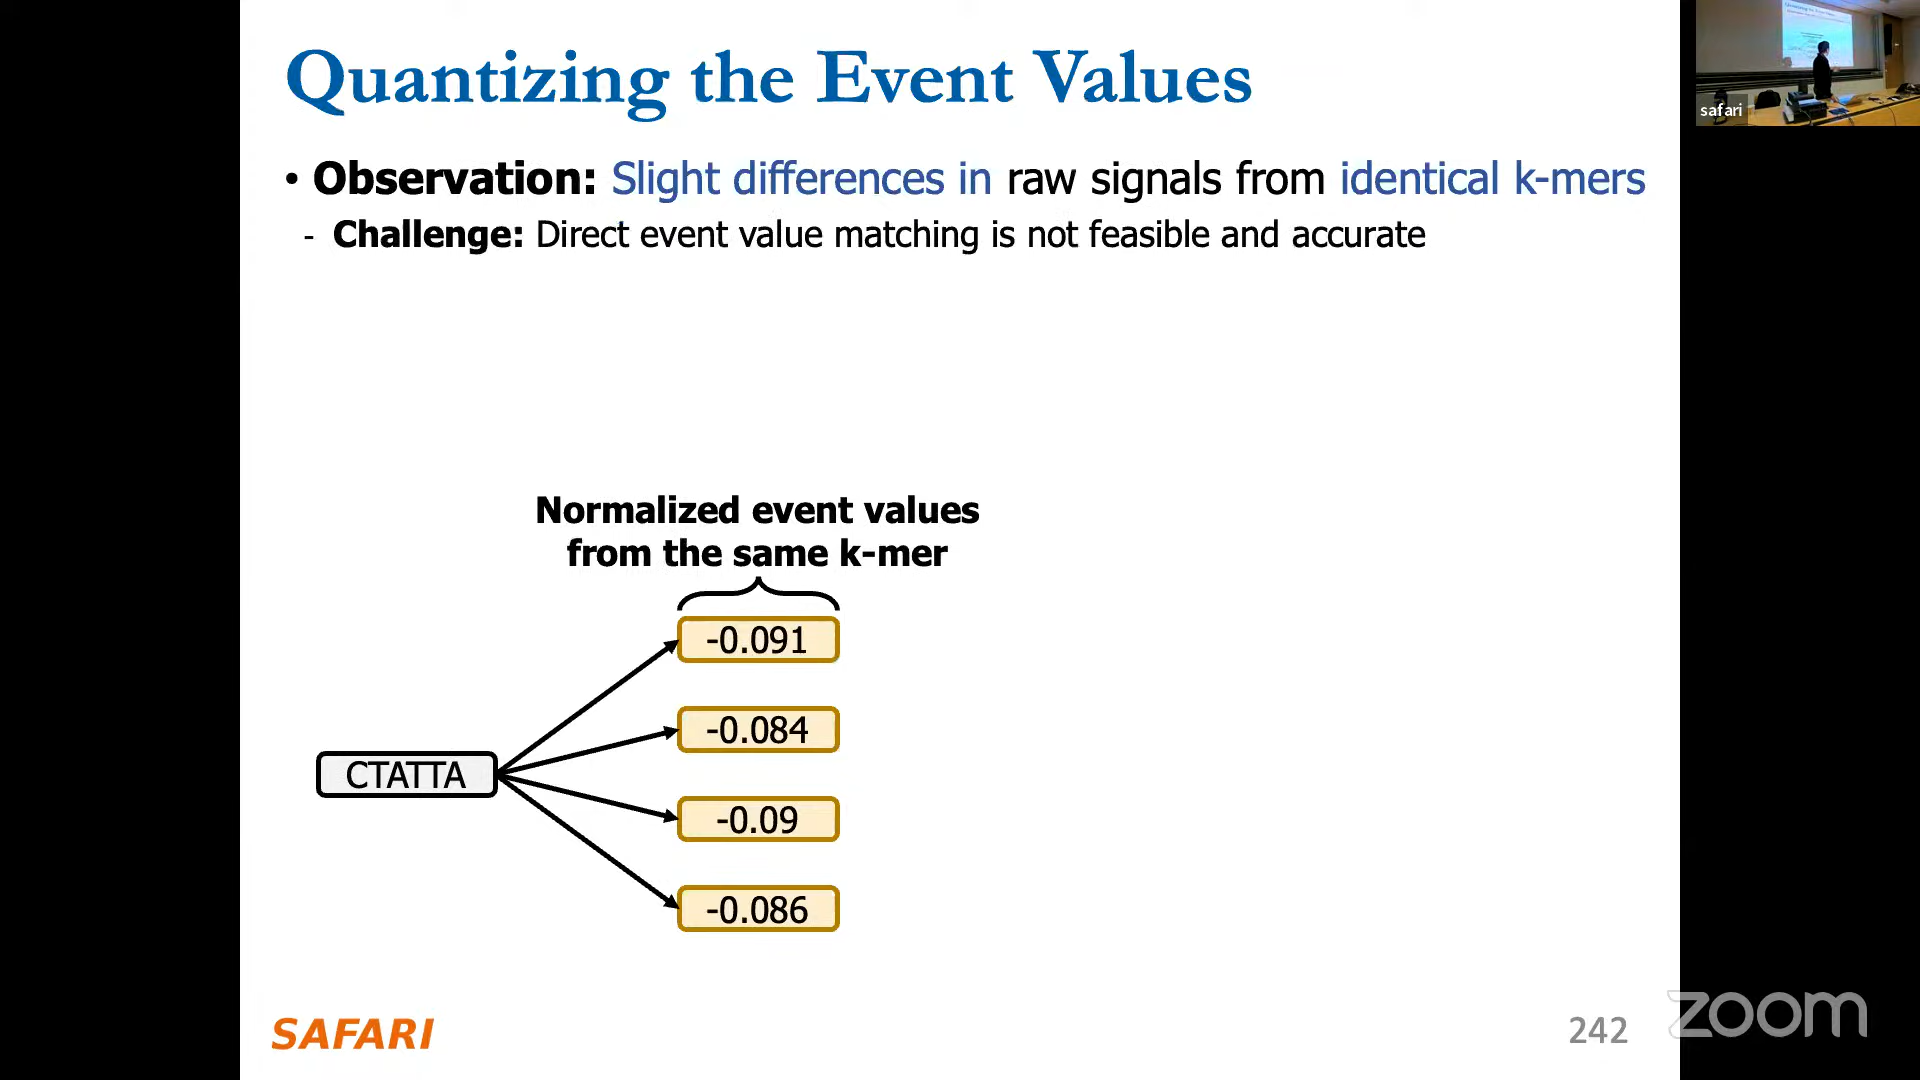 Quantizing the Event Values
safari
• Observation: Slight differences in raw signals from identical k-mers
- Challenge: Direct event value matching is not feasible and accurate
Normalized event values
from the same k-mer
-0.091
-0.084
CTATTA
-0.09
-0.086
SAFARI
242
zoom